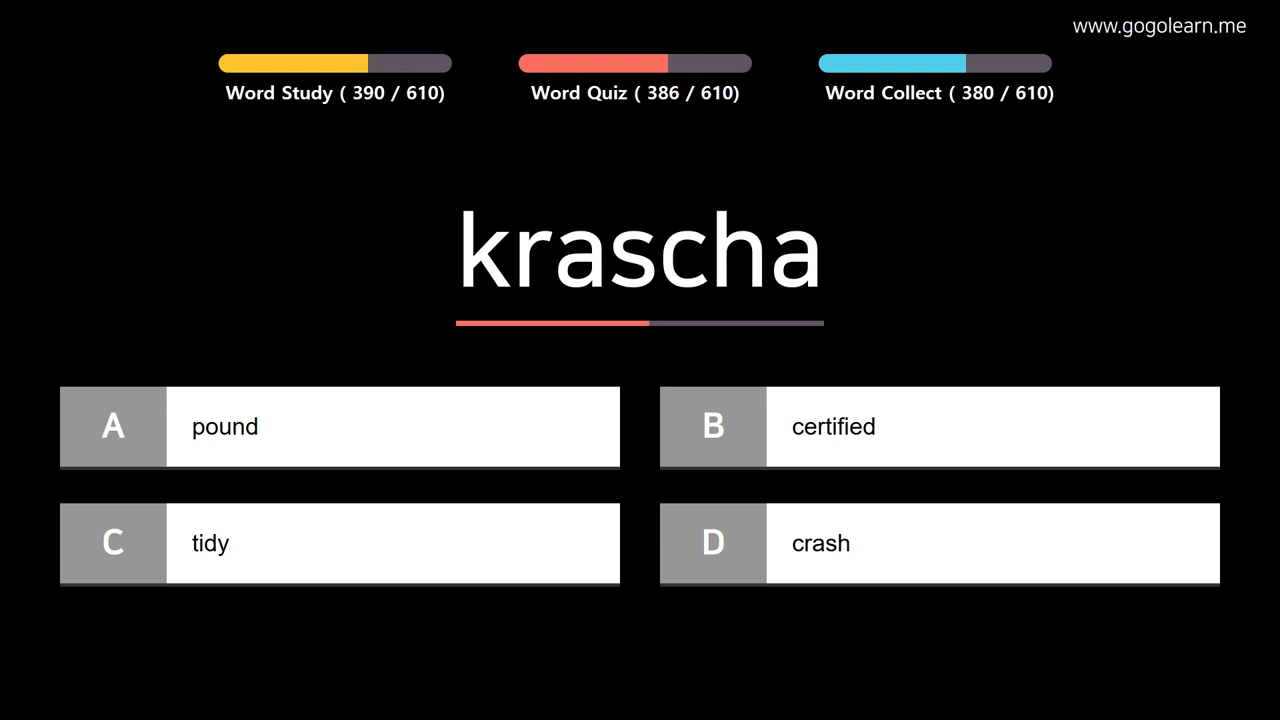 www.gogolearn.me
Word Study ( 390 / 610)
Word Quiz ( 386 / 610)
Word Collect ( 380 / 610)
krascha
A pound
B certified
C tidy
D crash